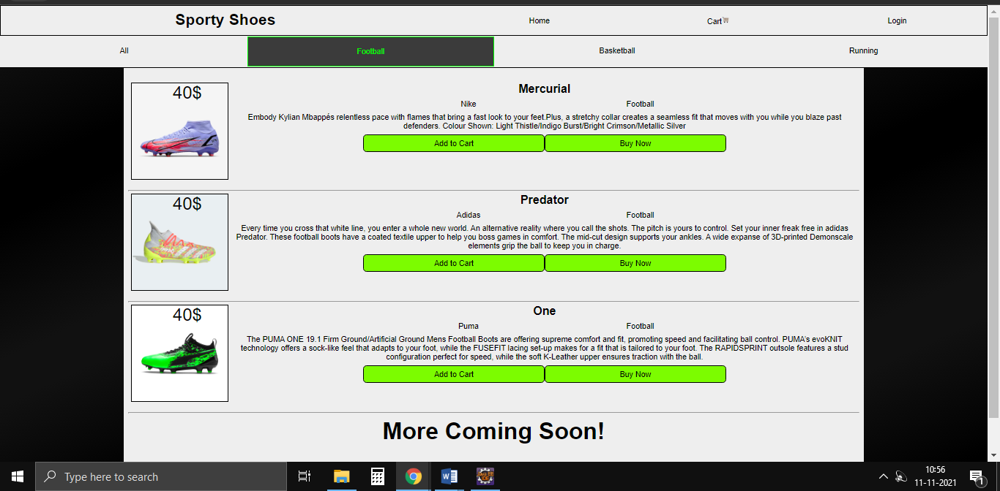 Sporty Shoes
Home
Cart
Login
All
Football
Basketball
Running
40$
Mercurial
Nike
Football
Embody Kylian Mbappés relentless pace with flames that bring a fast look to your feet.Plus, a stretchy collar creates a seamless fit that moves with you while you blaze past
defenders. Colour Shown: Light Thistle/Indigo Burst/Bright Crimson/Metallic Silver
Add to Cart
Buy Now
40$
Predator
Adidas
Football
Every time you cross that white line, you enter a whole new world. An alternative reality where you call the shots. The pitch is yours to control. Set your inner freak free in adidas
Predator. These football boots have a coated textile upper to help you boss games in comfort. The mid-cut design supports your ankles. A wide expanse of 3D-printed Demonscale
elements grip the ball to keep you in charge.
Add to Cart
Buy Now
40$
One
Puma
Football
The PUMA ONE 19.1 Firm Ground/Artificial Ground Mens Football Boots are offering supreme comfort and fit, promoting speed and facilitating ball control. PUMA's evoKNIT
technology offers a sock-like feel that adapts to your foot, while the FUSEFIT lacing set-up makes for a fit that is tailored to your foot. The RAPIDSPRINT outsole features a stud
configuration perfect for speed, while the soft K-Leather upper ensures traction with the ball.
Add to Cart
Buy Now
More Coming Soon!
Type here to search
10:56
11-11-2021
1